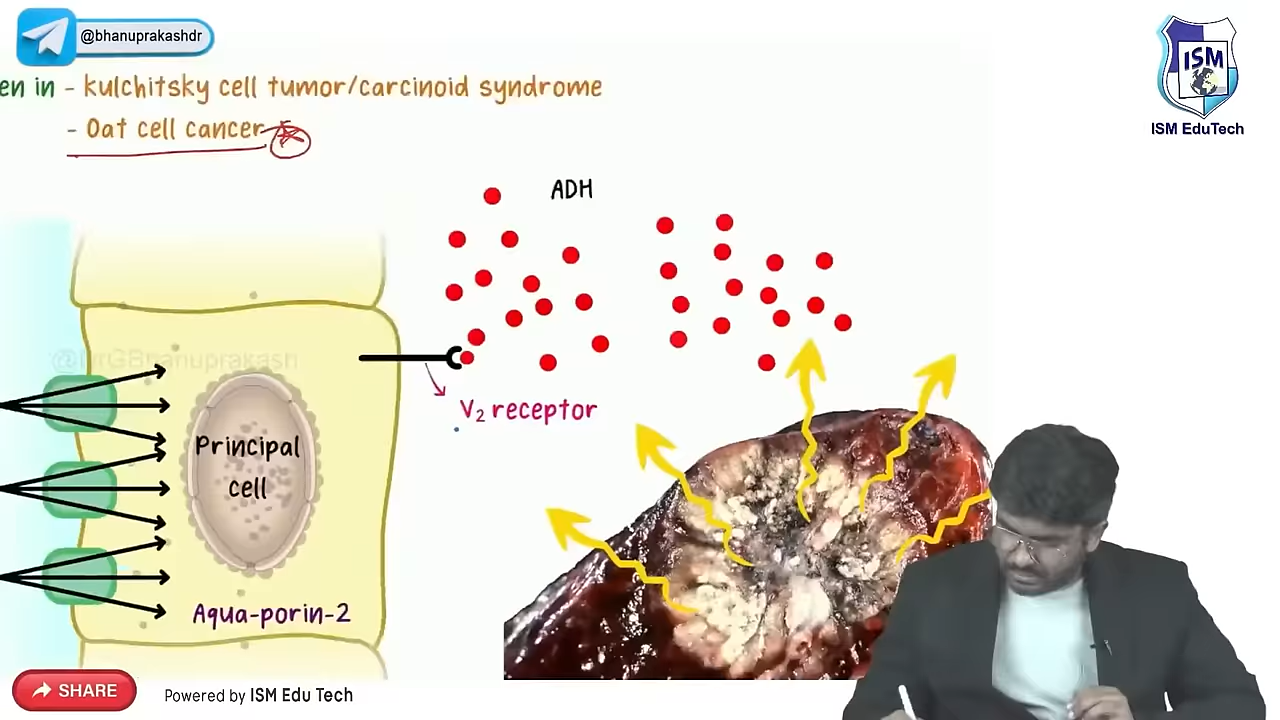 @bhanuprakashdr
en in - kulchitsky cell tumor/carcinoid syndrome
- Oat cell cancer
ISM
ISM EduTech
ADH
@DrGBhanuprakash
V₂ receptor
Principal
cell
Aqua-porin-2
SHARE
Powered by ISM Edu Tech